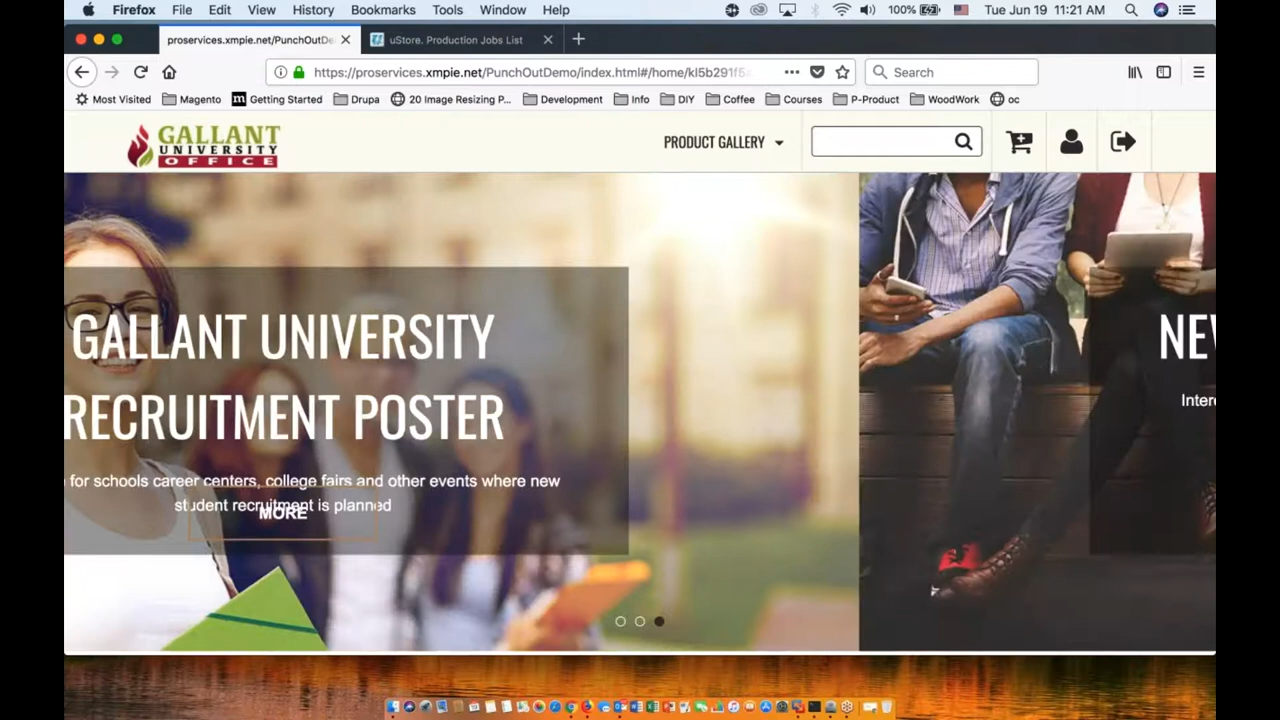 Firefox File Edit View History Bookmarks Tools Window Help 100% Tue Jun 19 11:21 AM
proservices.xmpie.net/PunchOutDe uStore. Production Jobs List
https://proservices.xmpie.net/PunchOutDemo/index.html#/home/kl5b291f5 Search
Most Visited Magento Getting Started Drupa 20 Image Resizing P... Development Info DIY Coffee Courses P-Product WoodWork oc
GALLANT
UNIVERSITY
OFFICE
PRODUCT GALLERY
GALLANT UNIVERSITY
RECRUITMENT POSTER
for schools career centers, college fairs and other events where new
student recruitment is planned
MORE
NEW
Inter